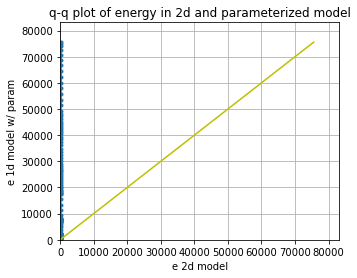 q-q plot of energy in 2d and parameterized model
80000
70000
60000
50000
40000
30000
20000
10000
0
e 1d model w/ param
0 10000 20000 30000 40000 50000 60000 70000 80000
e 2d model